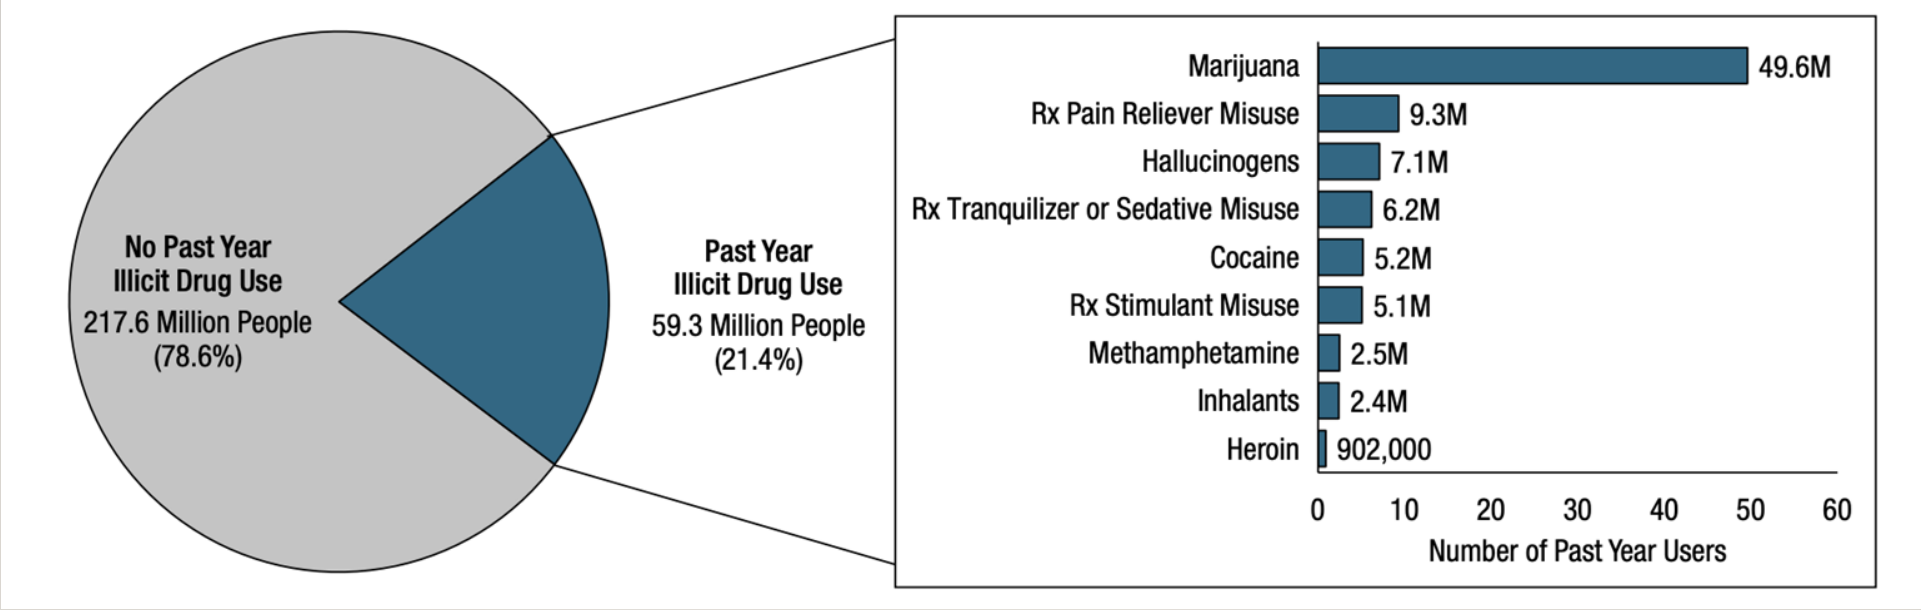 No Past Year
Illicit Drug Use
217.6 Million People
(78.6%)
Past Year
Illicit Drug Use
59.3 Million People
(21.4%)
Marijuana 49.6M
Rx Pain Reliever Misuse 9.3M
Hallucinogens 7.1M
Rx Tranquilizer or Sedative Misuse 6.2M
Cocaine 5.2M
Rx Stimulant Misuse 5.1M
Methamphetamine 2.5M
Inhalants 2.4M
Heroin 902,000
0 10 20 30 40 50 60
Number of Past Year Users